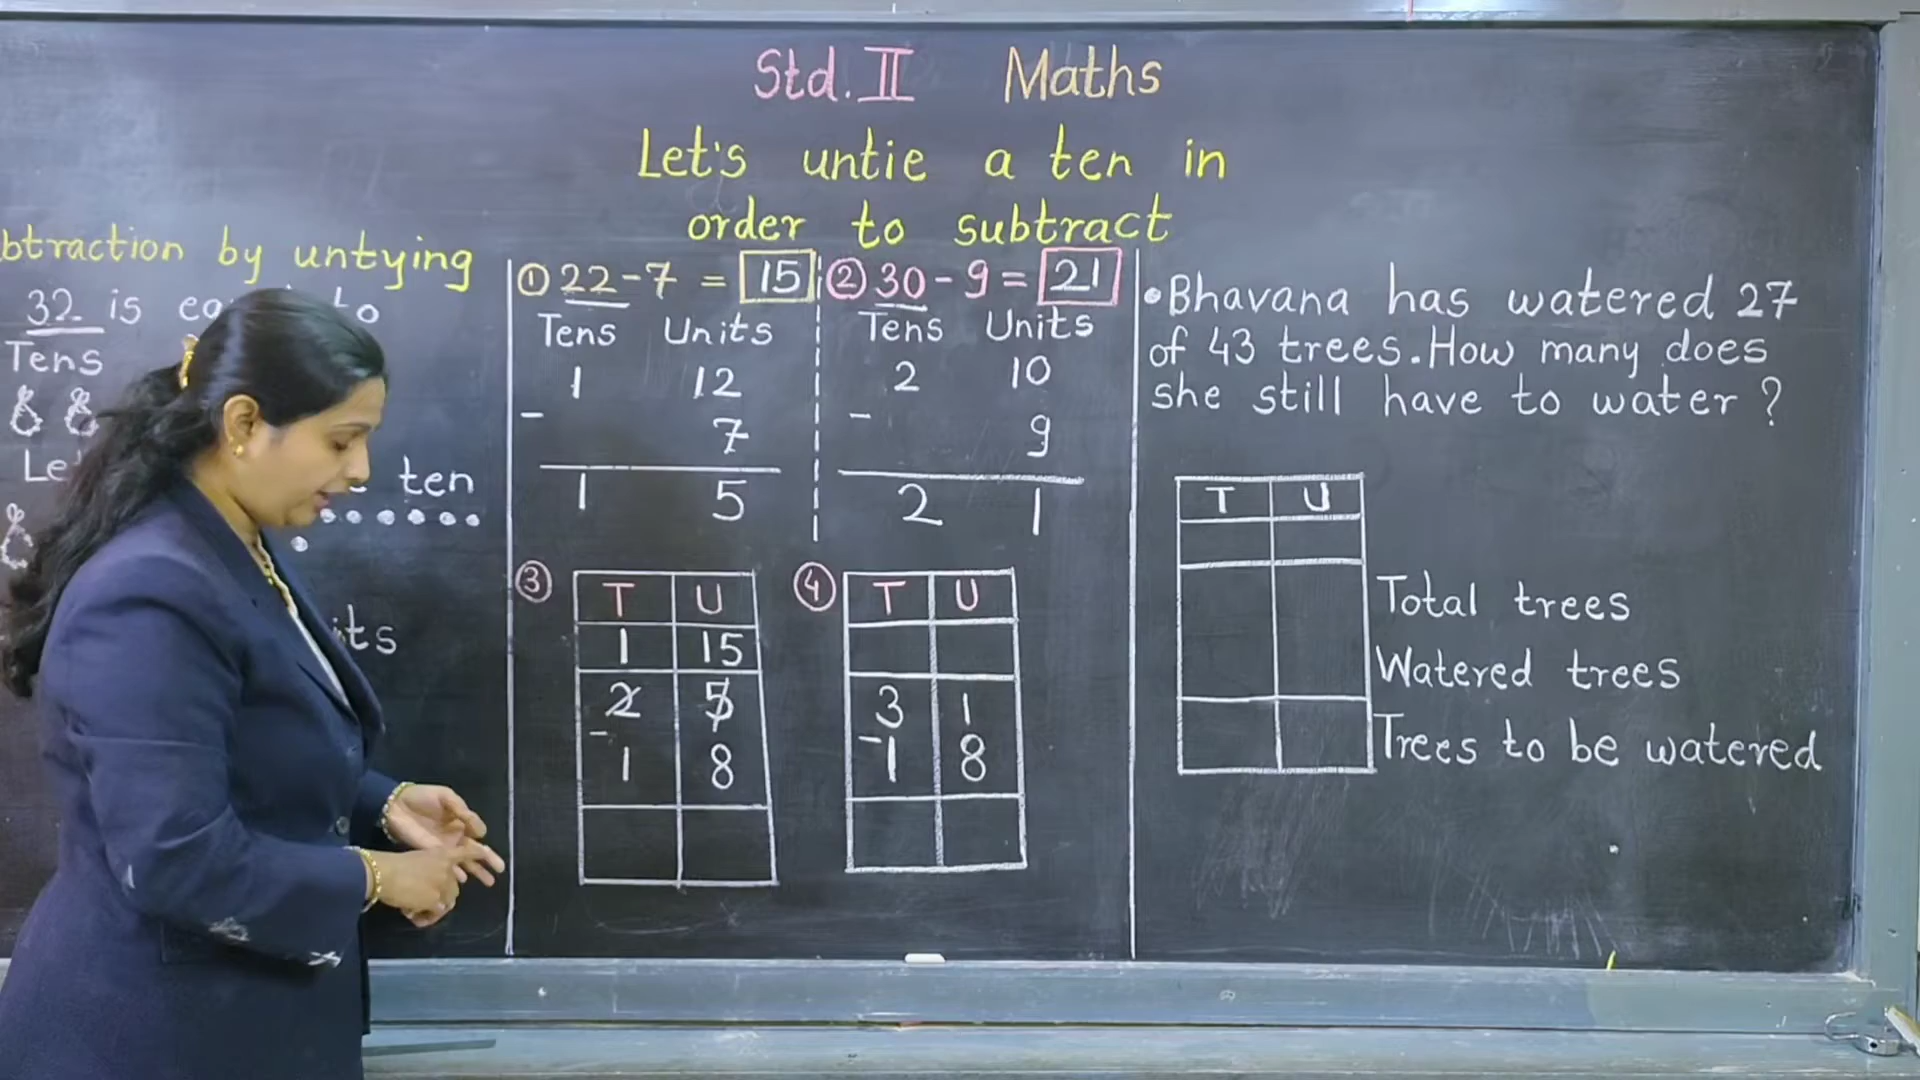 Std. II Maths
Let's untie a ten in
order to subtract
btraction by untying
32 is to
Tens
ten
① 22 - 7 = 15
Tens Units
1 12
- 7
1 5
② 30 - 9 = 21
Tens Units
2 10
- 9
2 1
③
T U
1 15
2 5
- 1 8
④
T U
3 1
- 1 8
• Bhavana has watered 27
of 43 trees. How many does
she still have to water ?
T U
Total trees
Watered trees
Trees to be watered